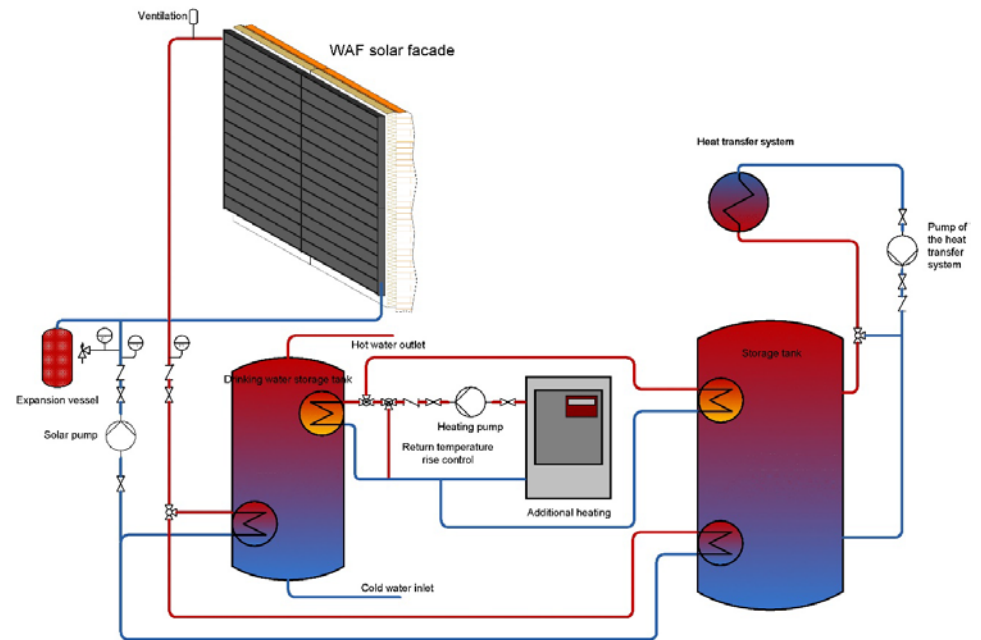 Ventilation
WAF solar facade
Heat transfer system
Pump of
the heat
transfer
system
Hot water outlet
Storage tank
Drinking water storage tank
Expansion vessel
Solar pump
Heating pump
Return temperature
rise control
Additional heating
Cold water inlet